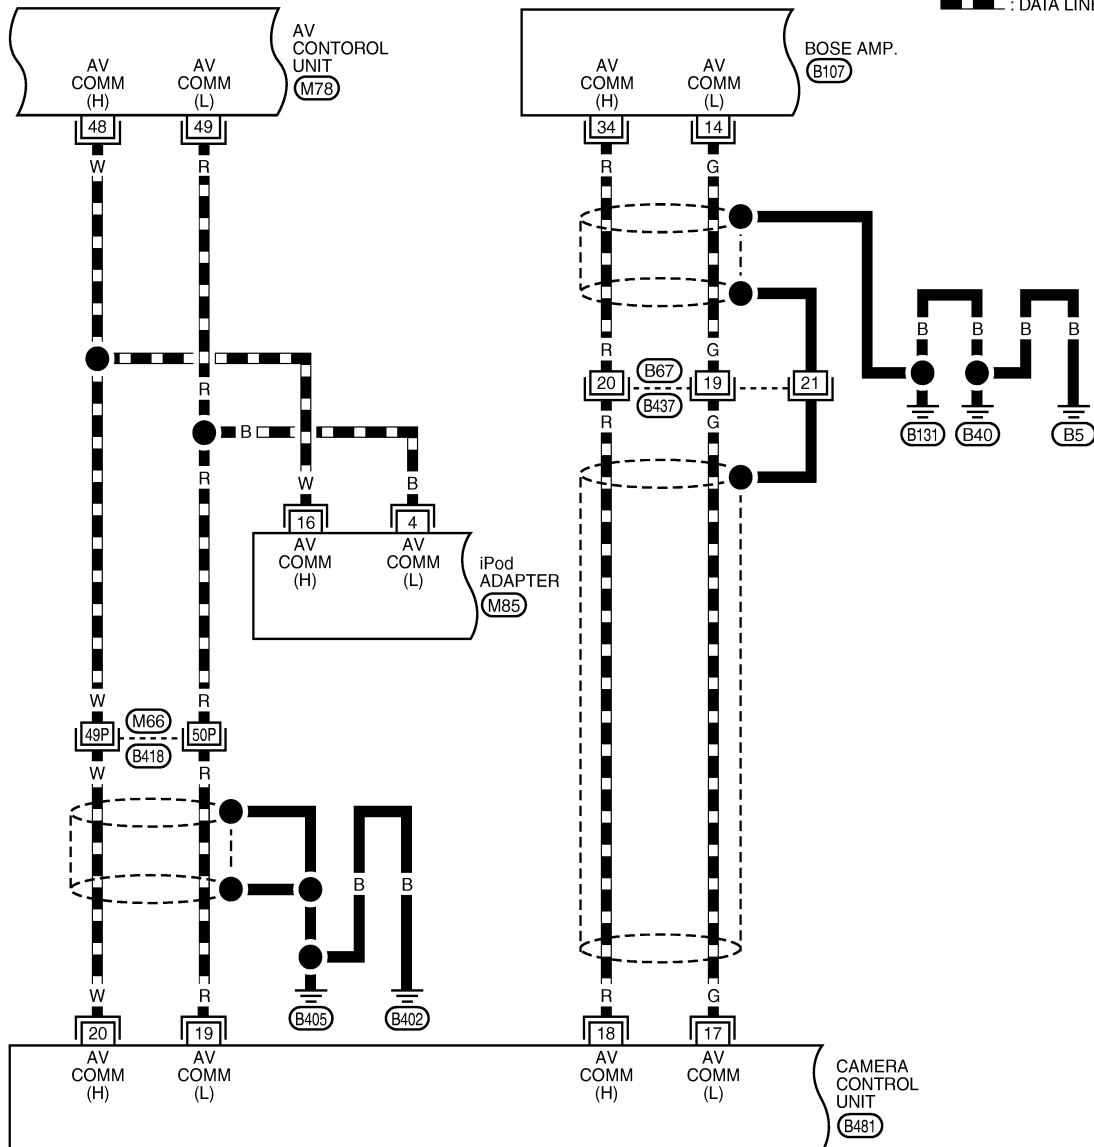 : DATA LINE
AV
CONTOROL
UNIT
M78
AV
COMM
(H)
AV
COMM
(L)
48
49
W
R
BOSE AMP.
B107
AV
COMM
(H)
AV
COMM
(L)
34
14
R
G
B
B
B
B
R
G
20
B67
B437
19
21
R
G
B131
B40
B5
R
B
R
W
B
16
4
AV
COMM
(H)
AV
COMM
(L)
iPod
ADAPTER
M85
W
R
49P
M66
B418
50P
W
R
B
B
W
R
B405
B402
R
G
20
19
18
17
AV
COMM
(H)
AV
COMM
(L)
AV
COMM
(H)
AV
COMM
(L)
CAMERA
CONTROL
UNIT
B481